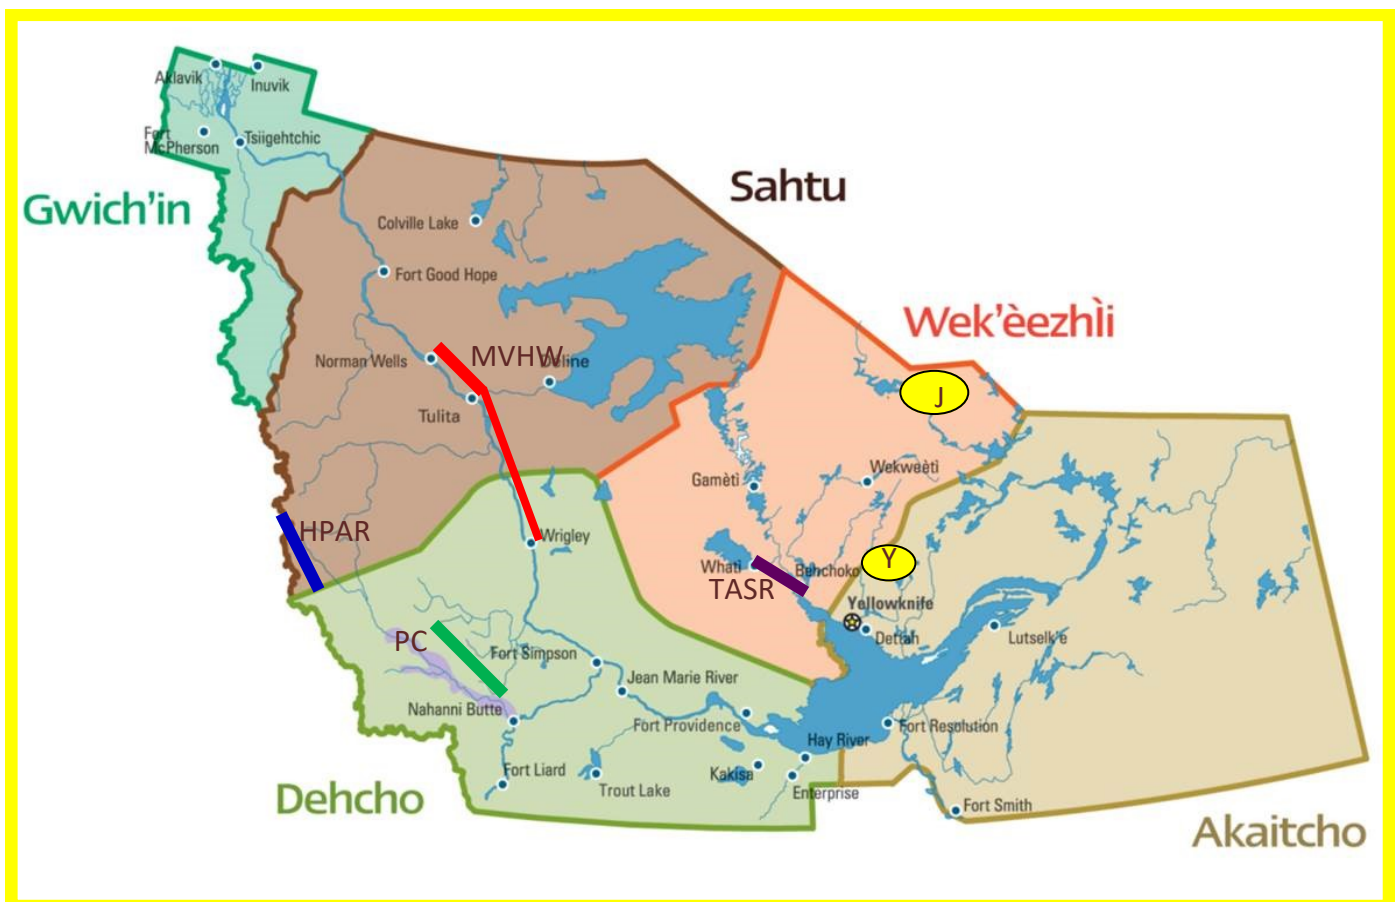 Aklavik
Inuvik
Fort
McPherson
Tsiigehtchic
Gwich'in
Sahtu
Colville Lake
Fort Good Hope
Wek'èezhÌi
Norman Wells
MVHW
Déline
Tulita
J
Gamètì
Wekweètì
HPAR
Wrigley
Whatì
Behchoko
Y
TASR
Yellowknife
Dettah
Lutselk'e
PC
Fort Simpson
Jean Marie River
Nahanni Butte
Fort Providence
Fort Resolution
Hay River
Fort Liard
Trout Lake
Kakisa
Enterprise
Fort Smith
Dehcho
Akaitcho